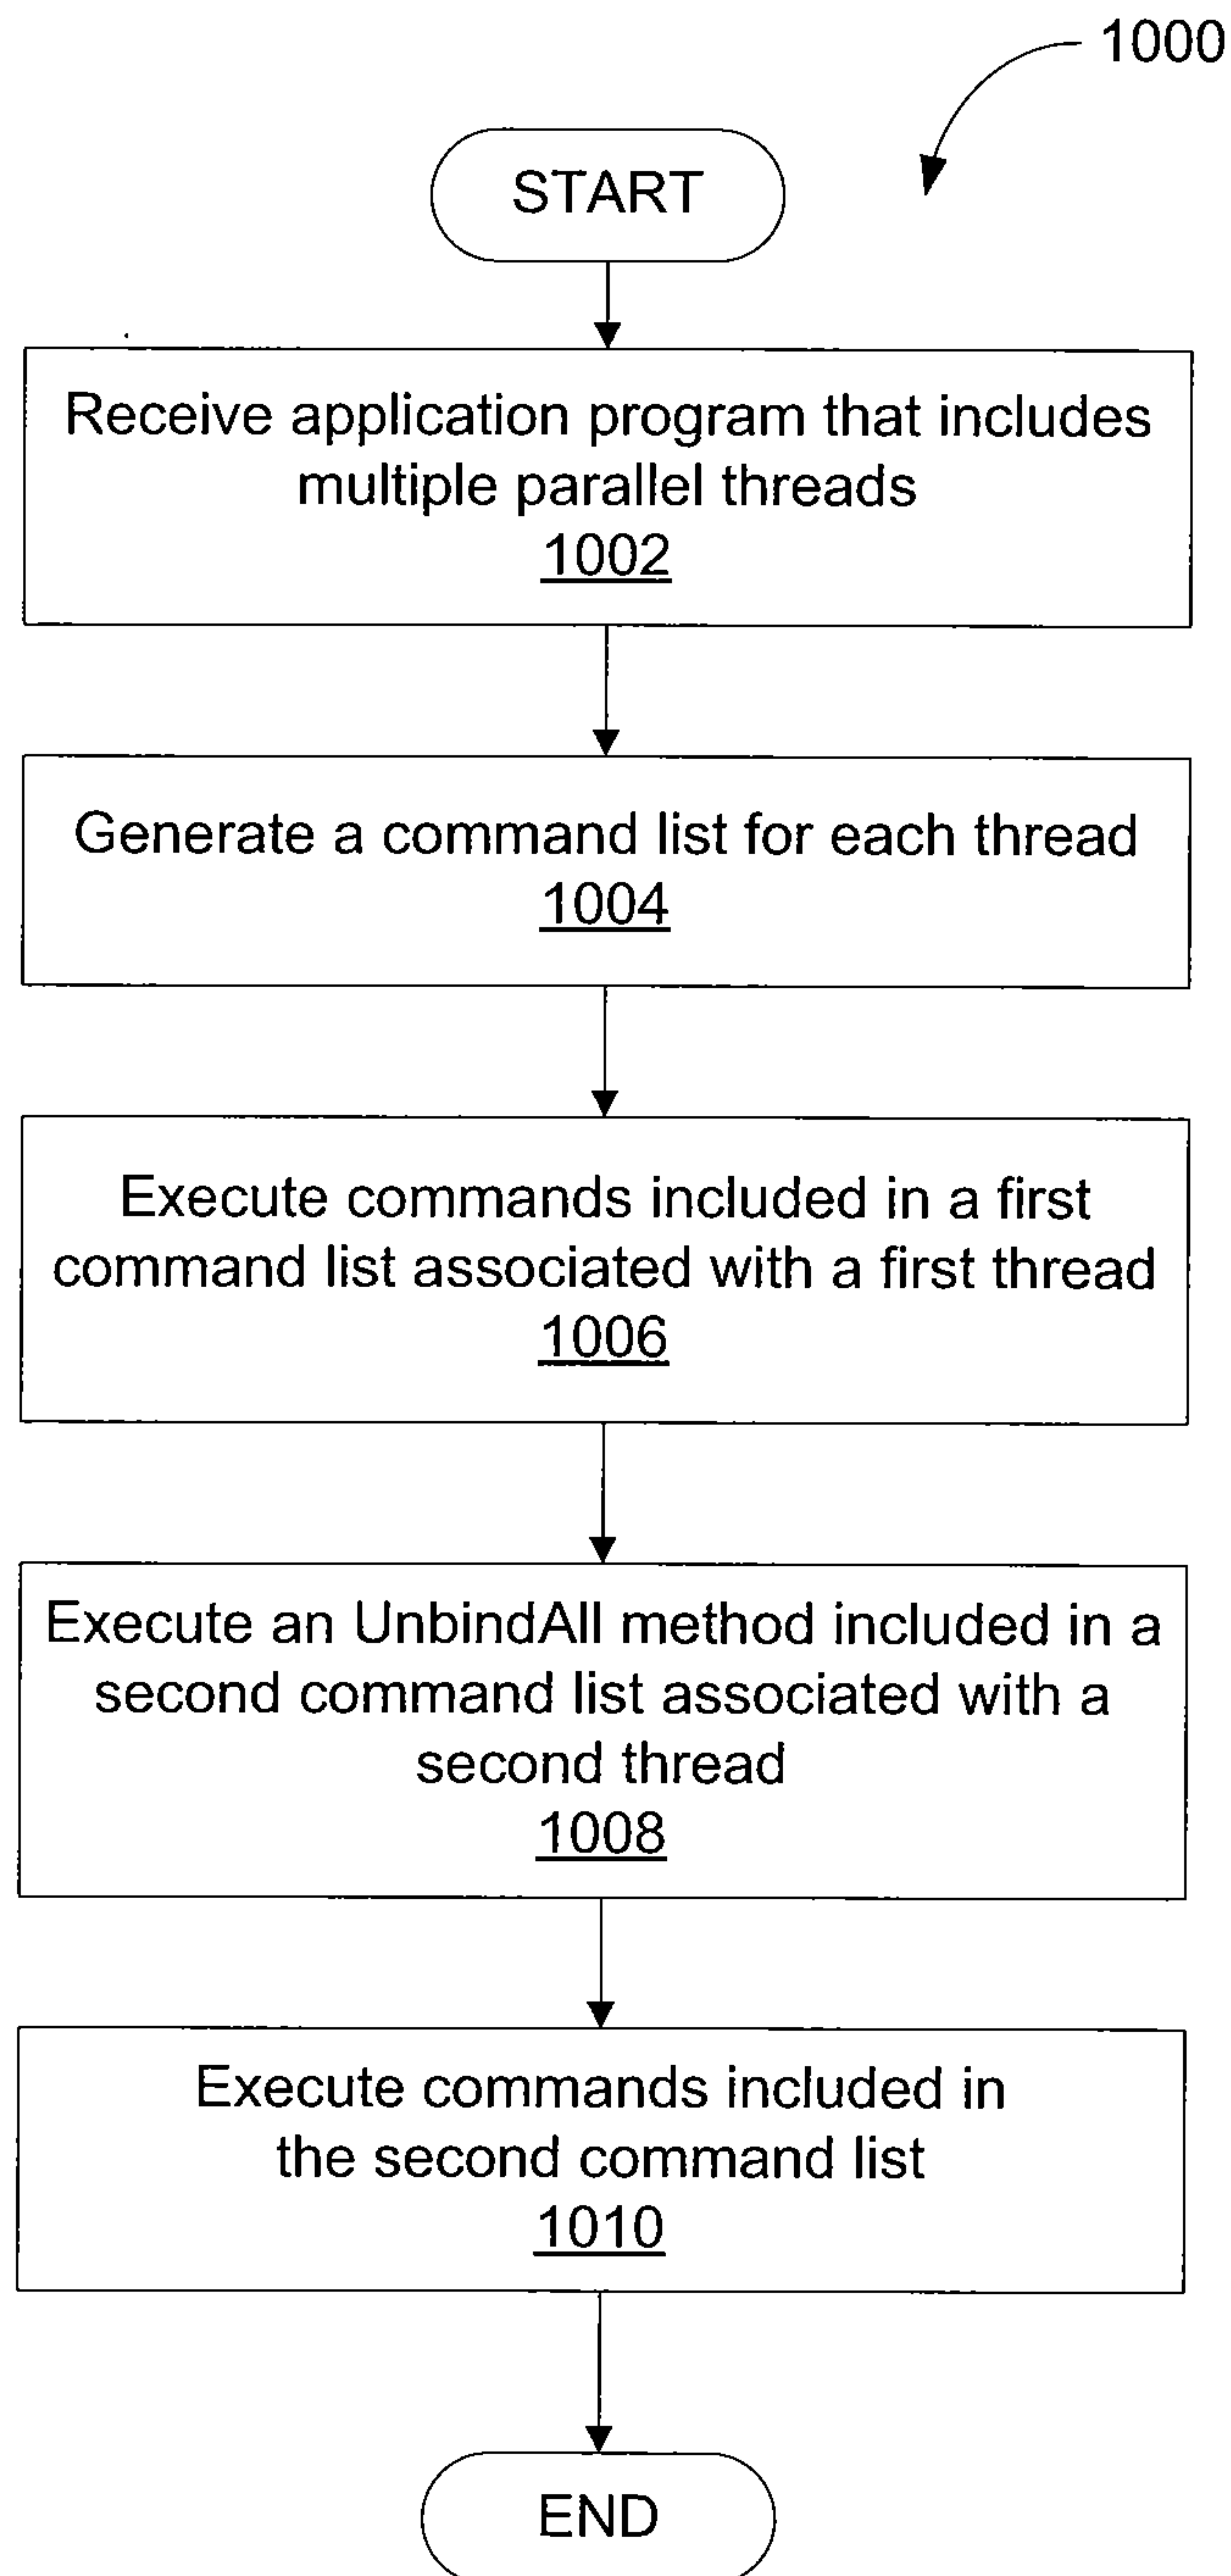 1000
START
Receive application program that includes
multiple parallel threads
1002
Generate a command list for each thread
1004
Execute commands included in a first
command list associated with a first thread
1006
Execute an UnbindAll method included in a
second command list associated with a
second thread
1008
Execute commands included in
the second command list
1010
END